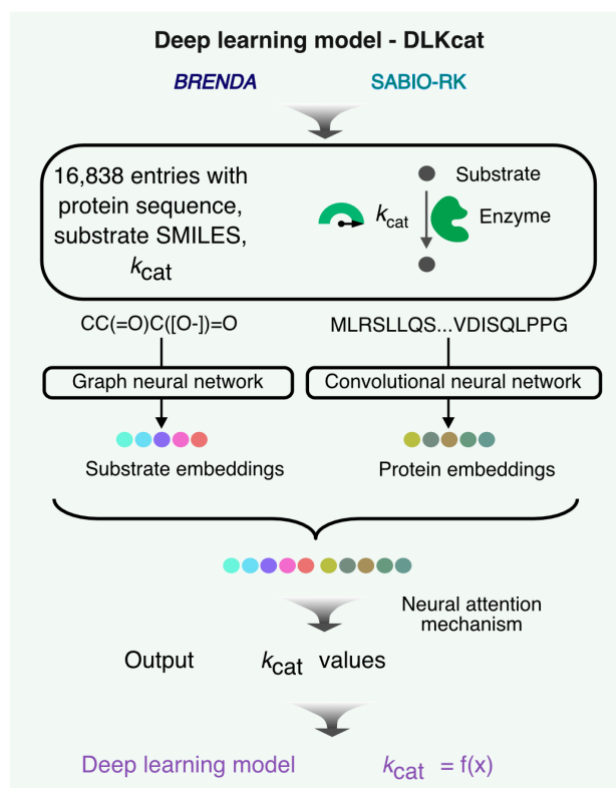 Deep learning model - DLKcat
BRENDA SABIO-RK
16,838 entries with
protein sequence,
substrate SMILES,
kcat
Substrate
kcat
Enzyme
CC(=O)C([O-])=O
MLRSLLQS...VDISQLPPG
Graph neural network
Convolutional neural network
Substrate embeddings
Protein embeddings
Neural attention
mechanism
Output kcat values
Deep learning model kcat = f(x)